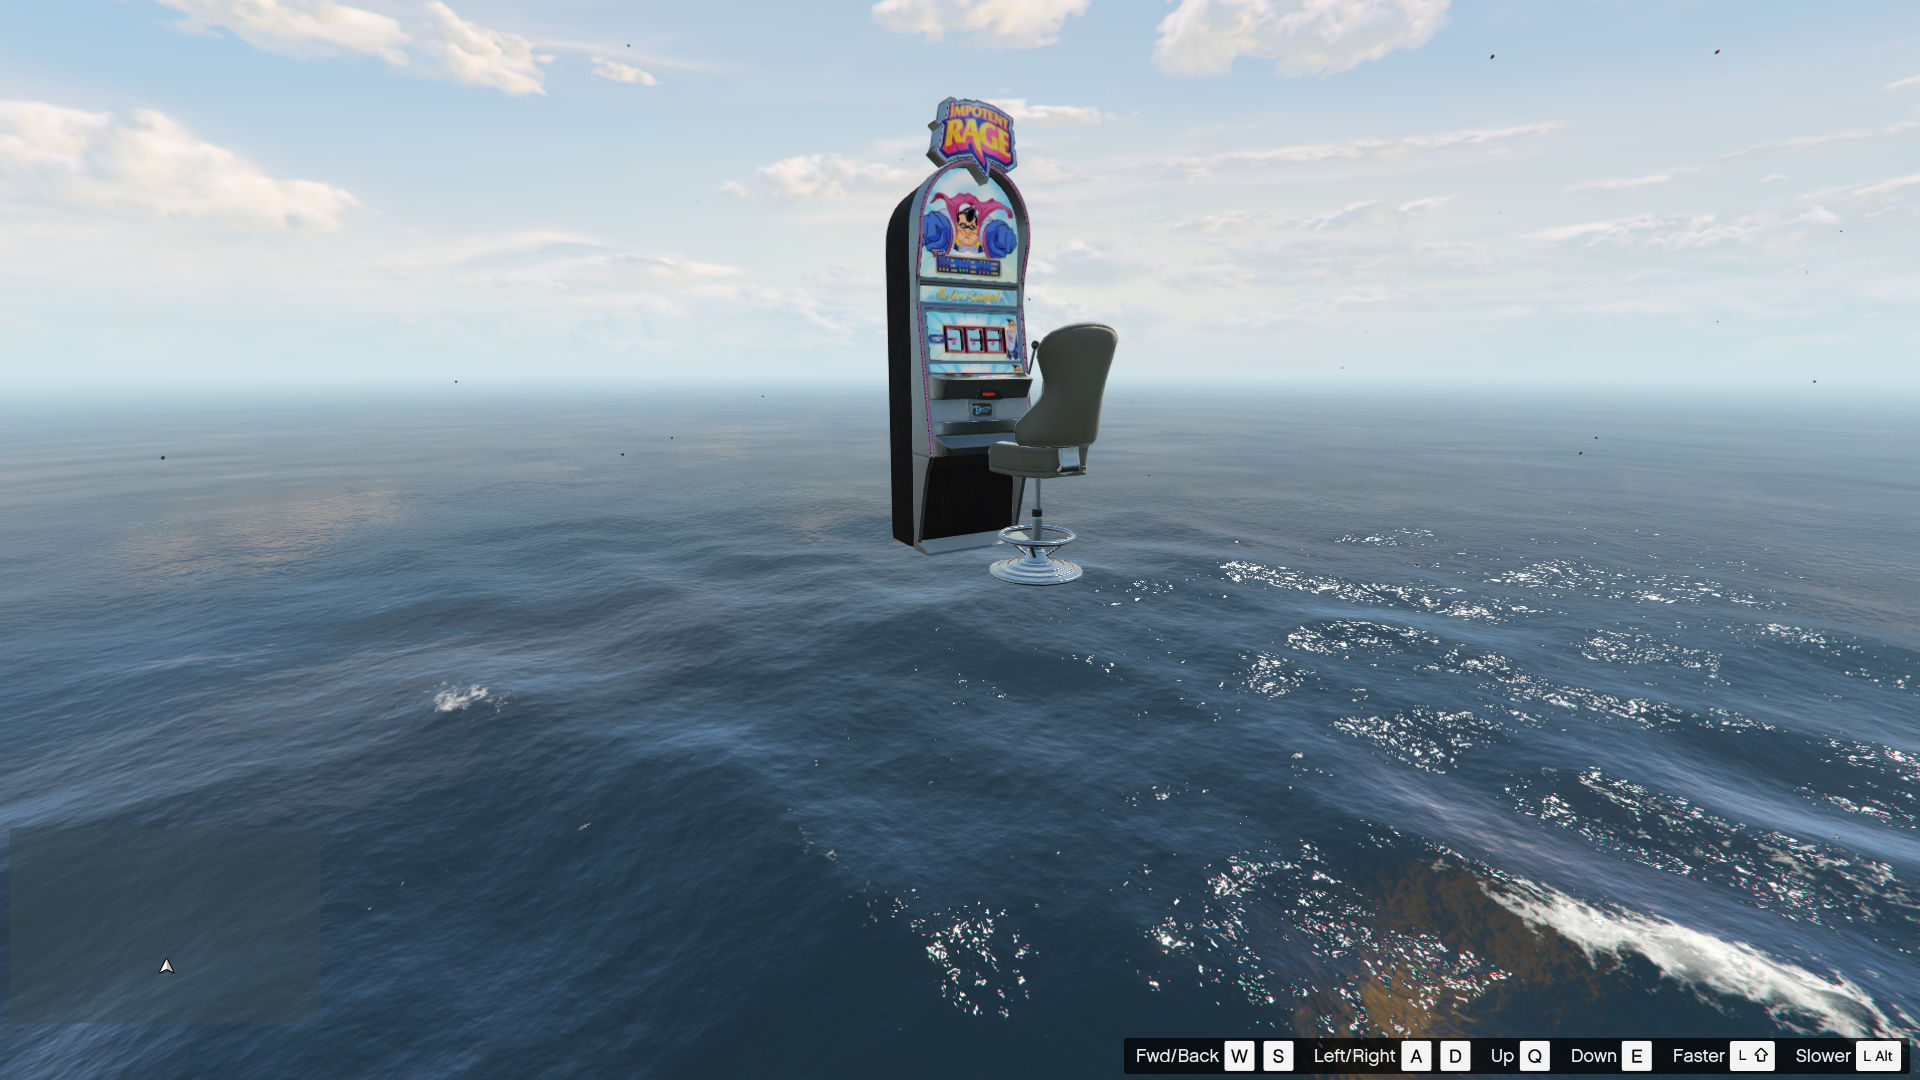 IMPOTENT
RAGE
Fwd/Back W S Left/Right A D Up Q Down E Faster L ⇧ Slower L Alt